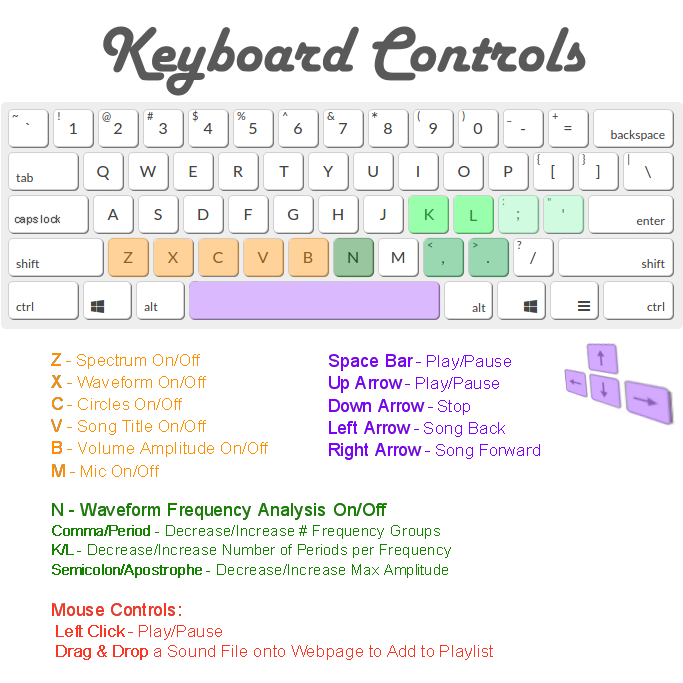 Keyboard Controls
~ ` ! 1 @ 2 # 3 $ 4 % 5 ^ 6 & 7 * 8 ( 9 ) 0 _ - + = backspace
tab Q W E R T Y U I O P { [ } ] | \
caps lock A S D F G H J K L : ; " ' enter
shift Z X C V B N M < , > . ? / shift
ctrl alt alt ctrl
Z - Spectrum On/Off
X - Waveform On/Off
C - Circles On/Off
V - Song Title On/Off
B - Volume Amplitude On/Off
M - Mic On/Off
Space Bar - Play/Pause
Up Arrow - Play/Pause
Down Arrow - Stop
Left Arrow - Song Back
Right Arrow - Song Forward
↑
← ↓ →
N - Waveform Frequency Analysis On/Off
Comma/Period - Decrease/Increase # Frequency Groups
K/L - Decrease/Increase Number of Periods per Frequency
Semicolon/Apostrophe - Decrease/Increase Max Amplitude
Mouse Controls:
Left Click - Play/Pause
Drag & Drop a Sound File onto Webpage to Add to Playlist